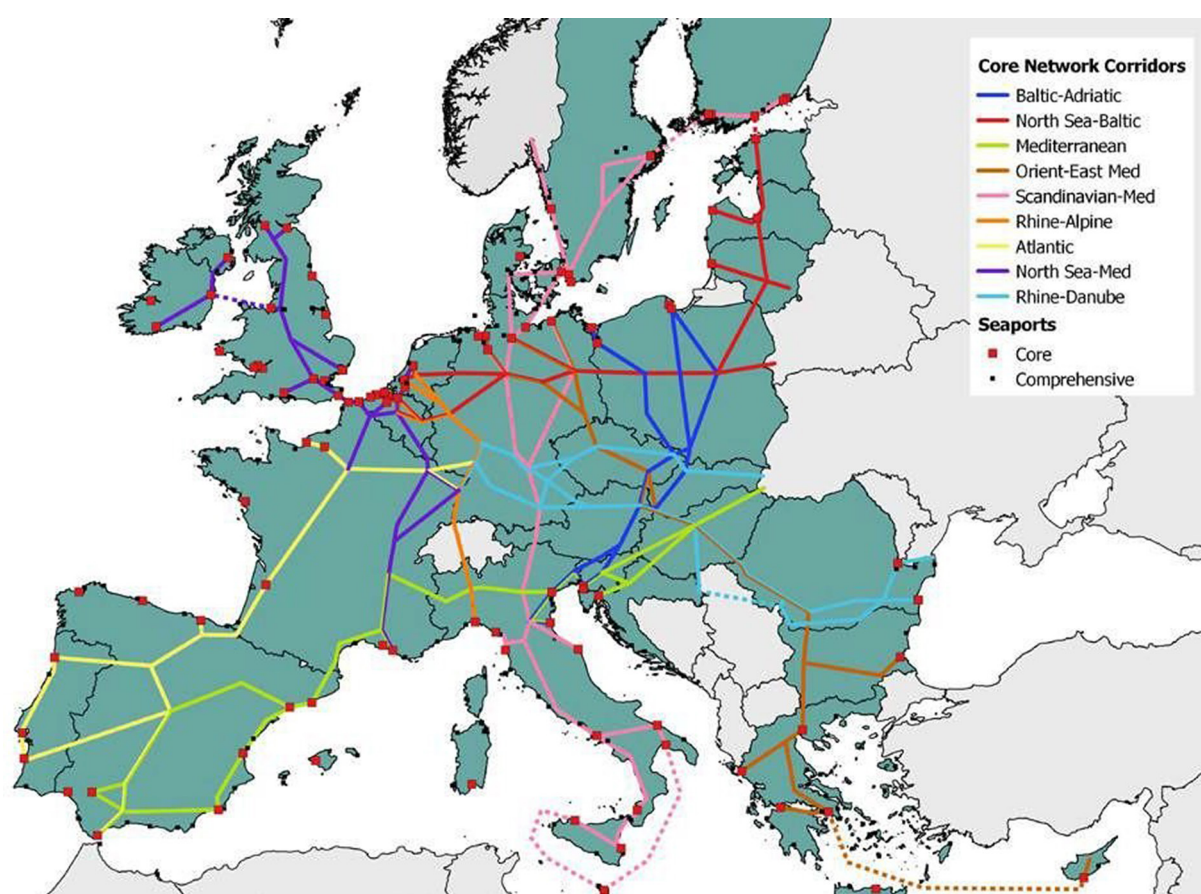 Core Network Corridors
Baltic-Adriatic
North Sea-Baltic
Mediterranean
Orient-East Med
Scandinavian-Med
Rhine-Alpine
Atlantic
North Sea-Med
Rhine-Danube
Seaports
Core
Comprehensive